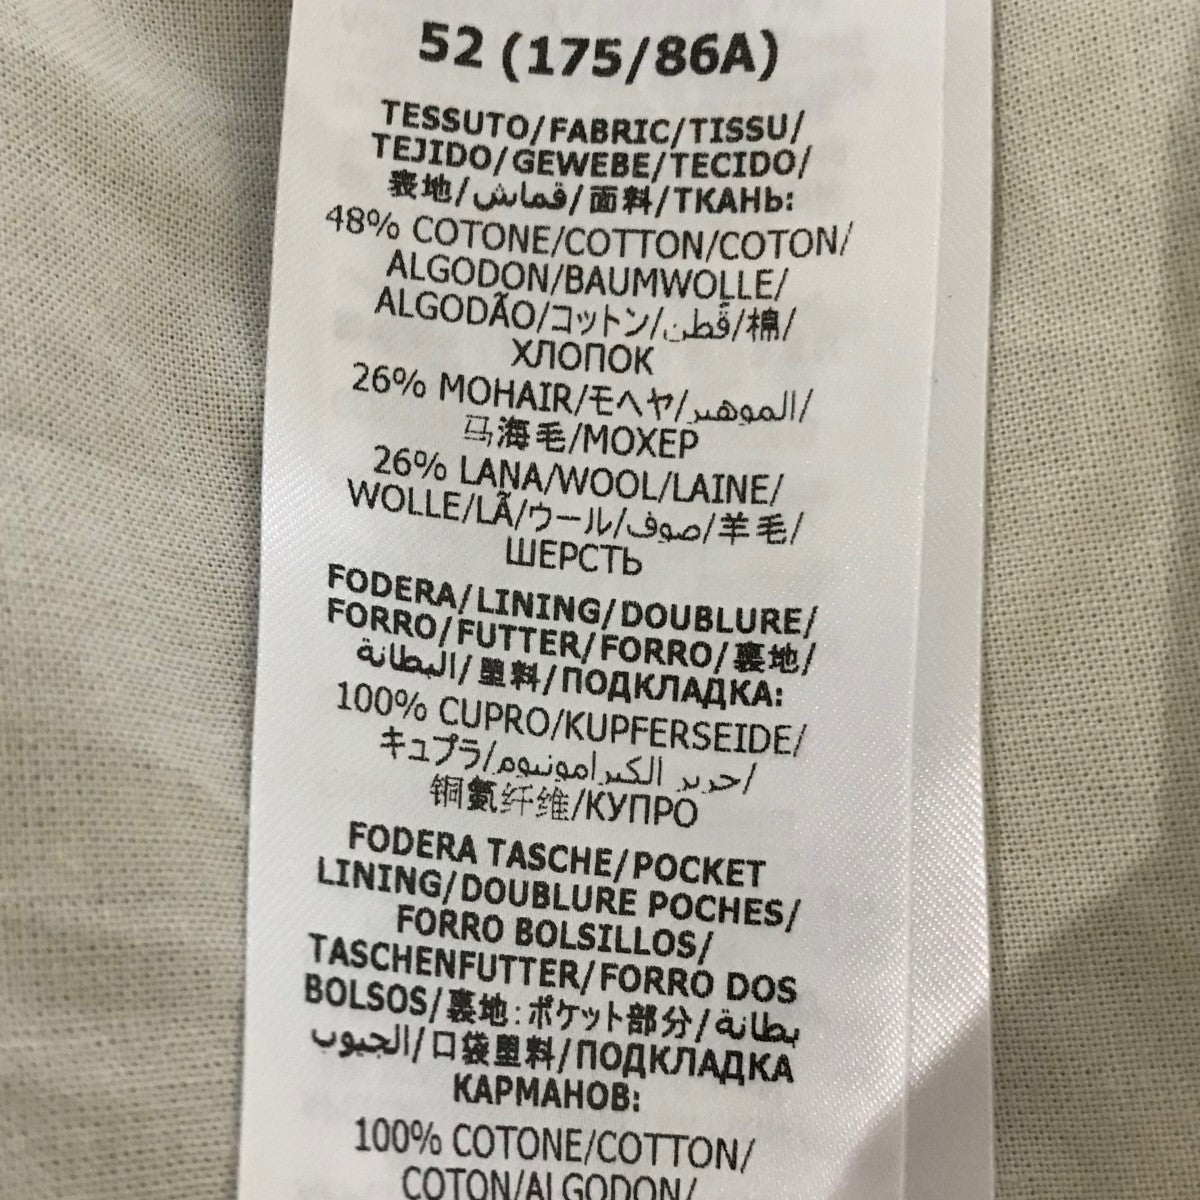 52 (175/86A)
TESSUTO/FABRIC/TISSU/
TEJIDO/GEWEBE/TECIDO/
表地/قماش/面料/ТКАНЬ:
48% COTONE/COTTON/COTON/
ALGODON/BAUMWOLLE/
ALGODÃO/コットン/قطن/棉/
ХЛОПОК
26% MOHAIR/モヘヤ/الموهير/
马海毛/МОХЕР
26% LANA/WOOL/LAINE/
WOLLE/LÃ/ウール/صوف/羊毛/
ШЕРСТЬ
FODERA/LINING/DOUBLURE/
FORRO/FUTTER/FORRO/裏地/
البطانة/里料/ПОДКЛАДКА:
100% CUPRO/KUPFERSEIDE/
キュプラ/حرير الكبرامونيوم/
铜氨纤维/КУПРО
FODERA TASCHE/POCKET
LINING/DOUBLURE POCHES/
FORRO BOLSILLOS/
TASCHENFUTTER/FORRO DOS
BOLSOS/裏地:ポケット部分/بطانة
الجيوب/口袋里料/ПОДКЛАДКА
КАРМАНОВ:
100% COTONE/COTTON/
COTON/ALGODON/